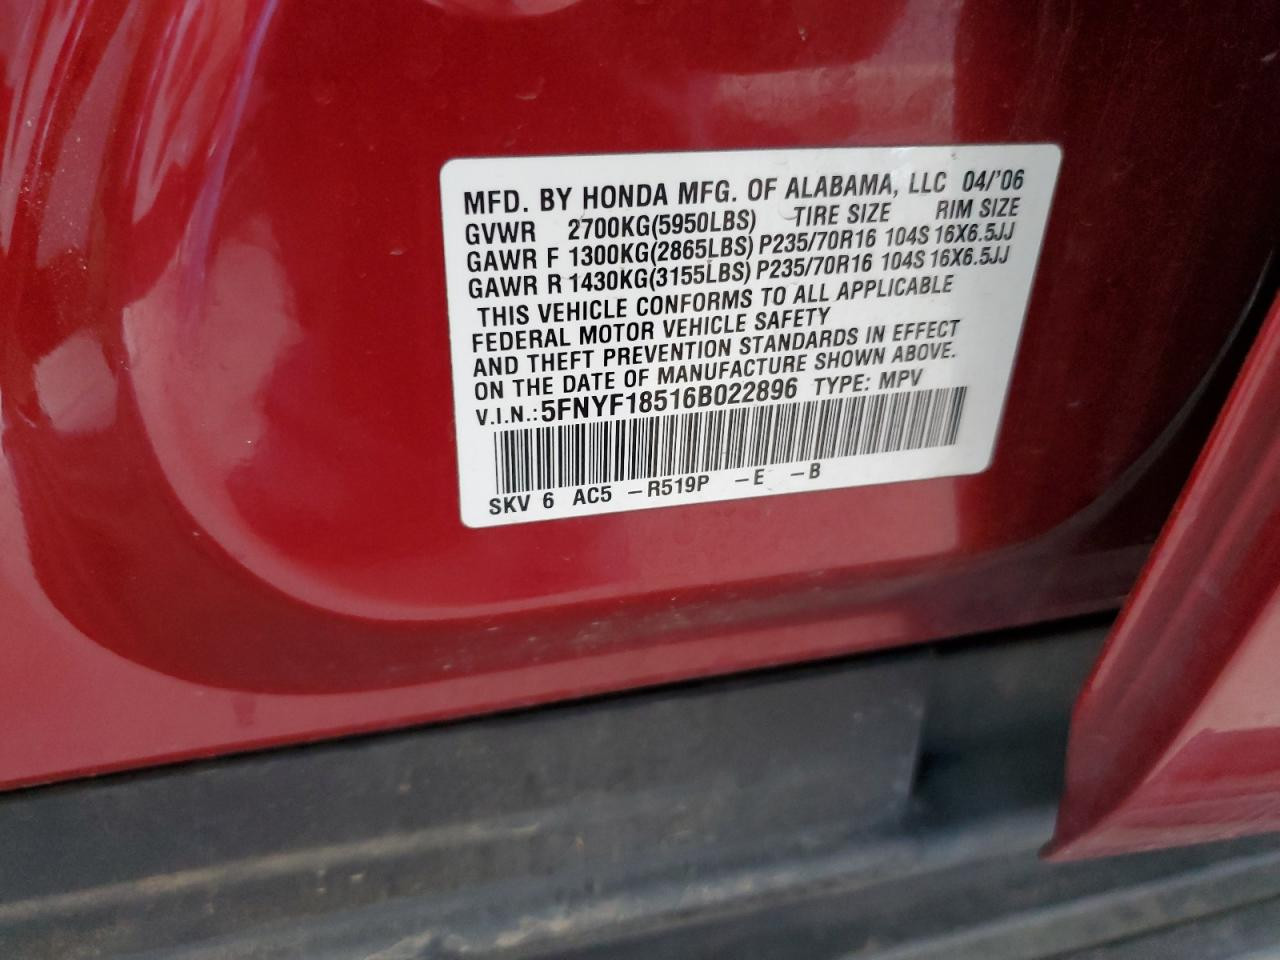 MFD. BY HONDA MFG. OF ALABAMA, LLC 04/'06
GVWR 2700KG(5950LBS) TIRE SIZE RIM SIZE
GAWR F 1300KG(2865LBS) P235/70R16 104S 16X6.5JJ
GAWR R 1430KG(3155LBS) P235/70R16 104S 16X6.5JJ
THIS VEHICLE CONFORMS TO ALL APPLICABLE
FEDERAL MOTOR VEHICLE SAFETY
AND THEFT PREVENTION STANDARDS IN EFFECT
ON THE DATE OF MANUFACTURE SHOWN ABOVE.
V.I.N.: 5FNYF18516B022896 TYPE: MPV
SKV 6 AC5 -R519P -E -B